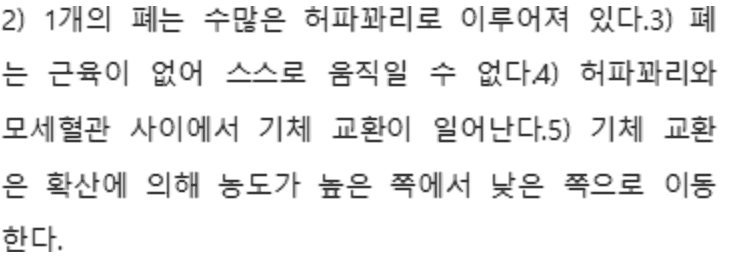 2) 1개의 폐는 수많은 허파꽈리로 이루어져 있다.3) 폐
는 근육이 없어 스스로 움직일 수 없다.4) 허파꽈리와
모세혈관 사이에서 기체 교환이 일어난다.5) 기체 교환
은 확산에 의해 농도가 높은 쪽에서 낮은 쪽으로 이동
한다.